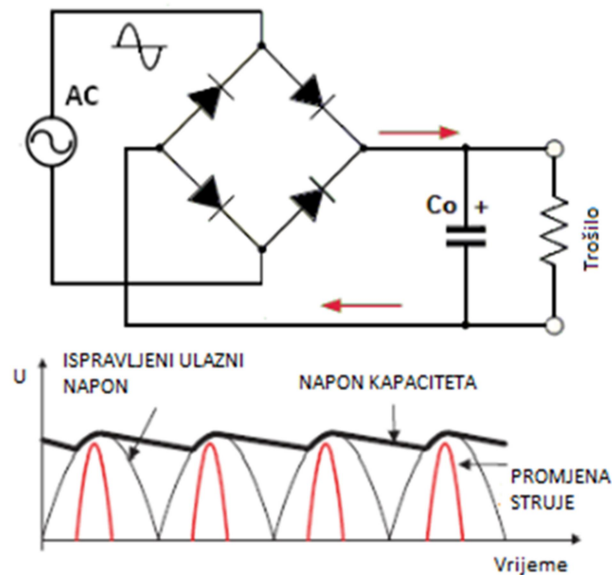 AC
Co +
Trošilo
ISPRAVLJENI ULAZNI
NAPON
U
NAPON KAPACITETA
PROMJENA
STRUJE
Vrijeme